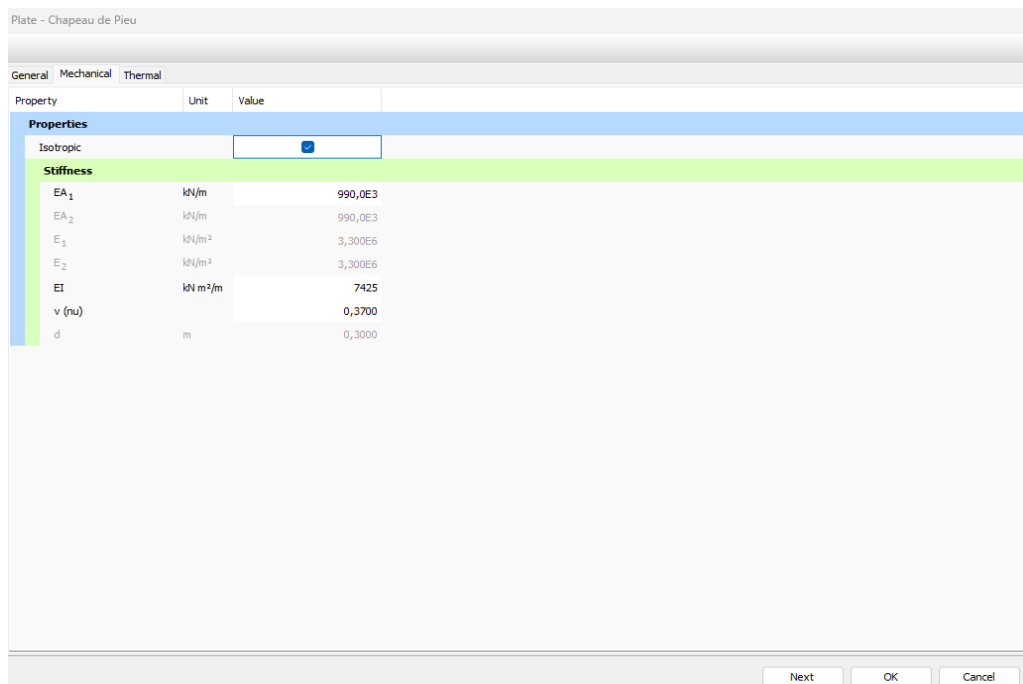 Plate - Chapeau de Pieu
General Mechanical Thermal
Property Unit Value
Properties
Isotropic
Stiffness
EA₁ kN/m 990,0E3
EA₂ kN/m 990,0E3
E₁ kN/m² 3,300E6
E₂ kN/m² 3,300E6
EI kN m²/m 7425
ν (nu) 0,3700
d m 0,3000
Next OK Cancel